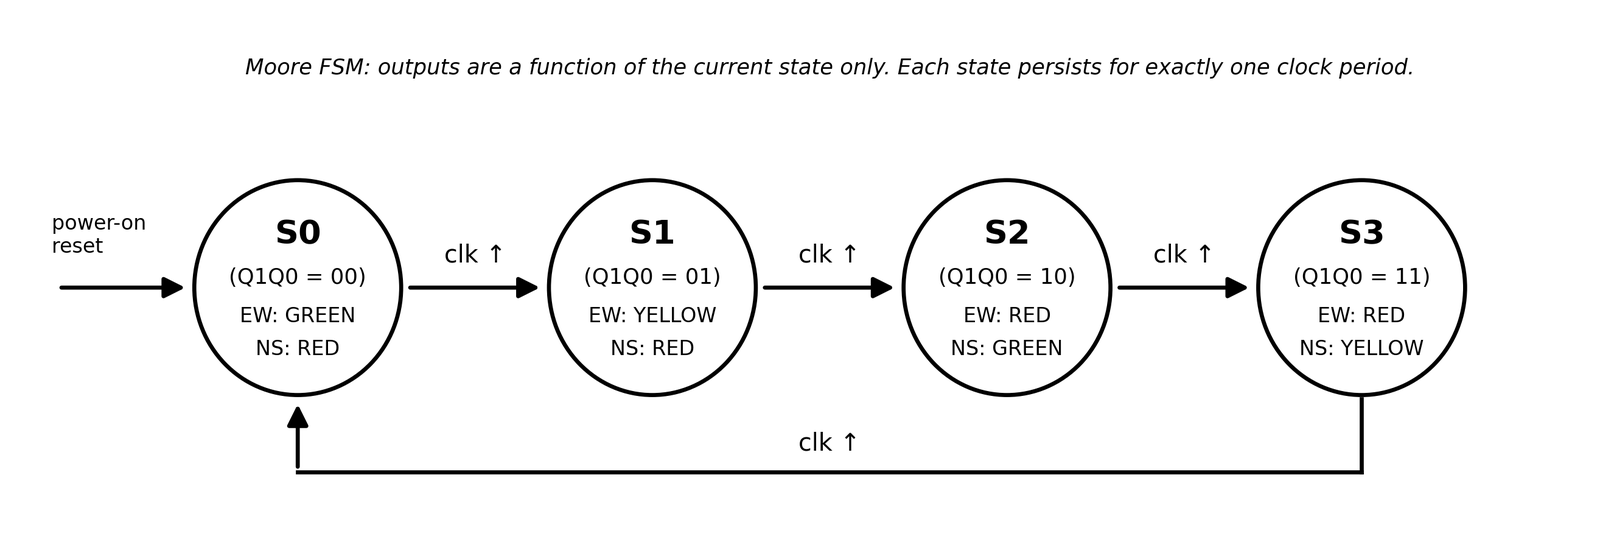 Moore FSM: outputs are a function of the current state only. Each state persists for exactly one clock period.
power-on
reset
S0
(Q1Q0 = 00)
EW: GREEN
NS: RED
clk ↑
S1
(Q1Q0 = 01)
EW: YELLOW
NS: RED
clk ↑
S2
(Q1Q0 = 10)
EW: RED
NS: GREEN
clk ↑
S3
(Q1Q0 = 11)
EW: RED
NS: YELLOW
clk ↑